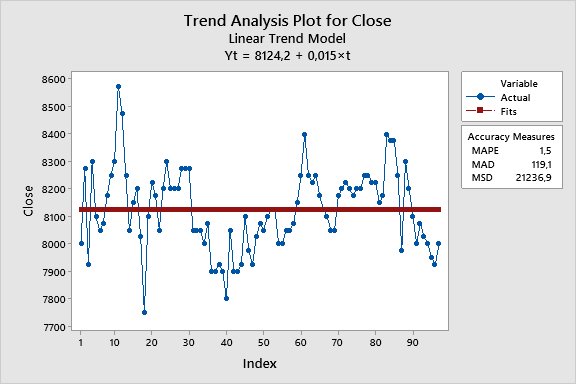 Trend Analysis Plot for Close
Linear Trend Model
Yt = 8124,2 + 0,015×t
8600
8500
8400
8300
8200
8100
8000
7900
7800
7700
Close
1 10 20 30 40 50 60 70 80 90
Index
Variable
Actual
Fits
Accuracy Measures
MAPE 1,5
MAD 119,1
MSD 21236,9